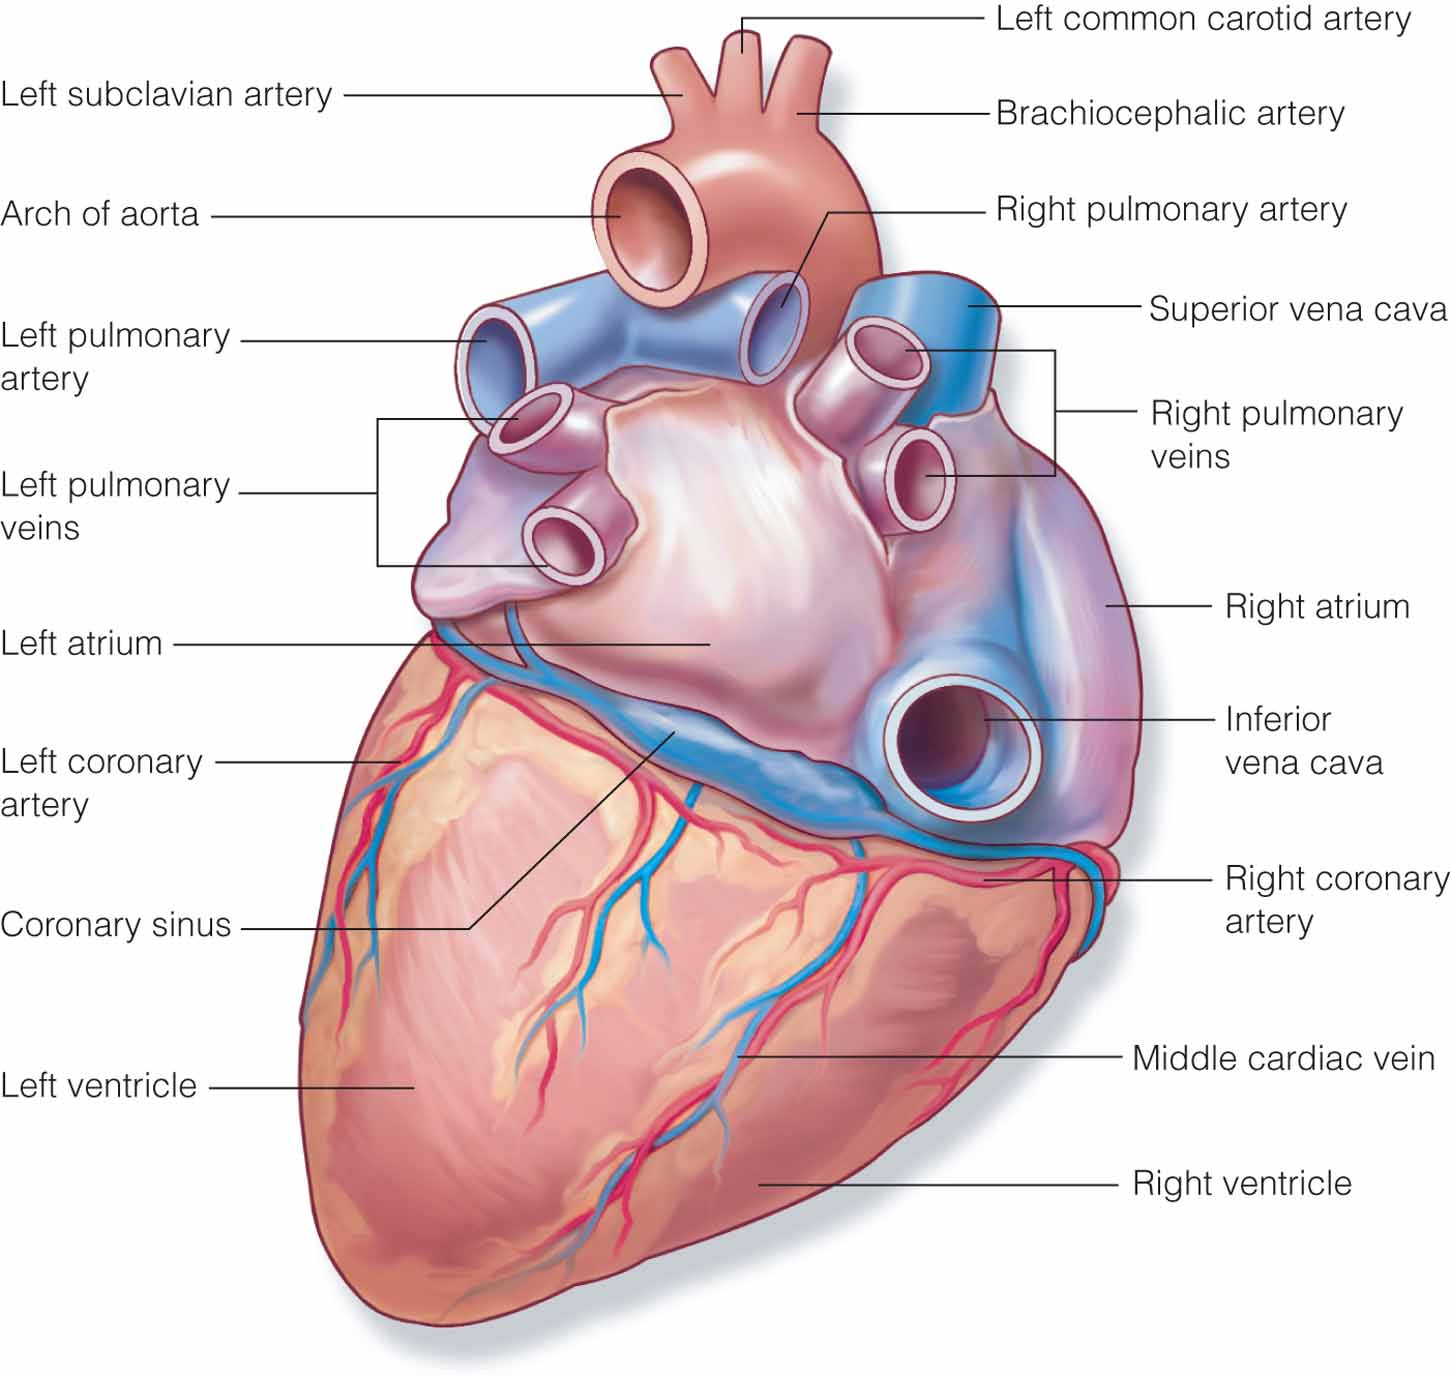 Left common carotid artery
Left subclavian artery
Brachiocephalic artery
Arch of aorta
Right pulmonary artery
Superior vena cava
Left pulmonary
artery
Right pulmonary
veins
Left pulmonary
veins
Right atrium
Left atrium
Inferior
vena cava
Left coronary
artery
Right coronary
artery
Coronary sinus
Middle cardiac vein
Left ventricle
Right ventricle